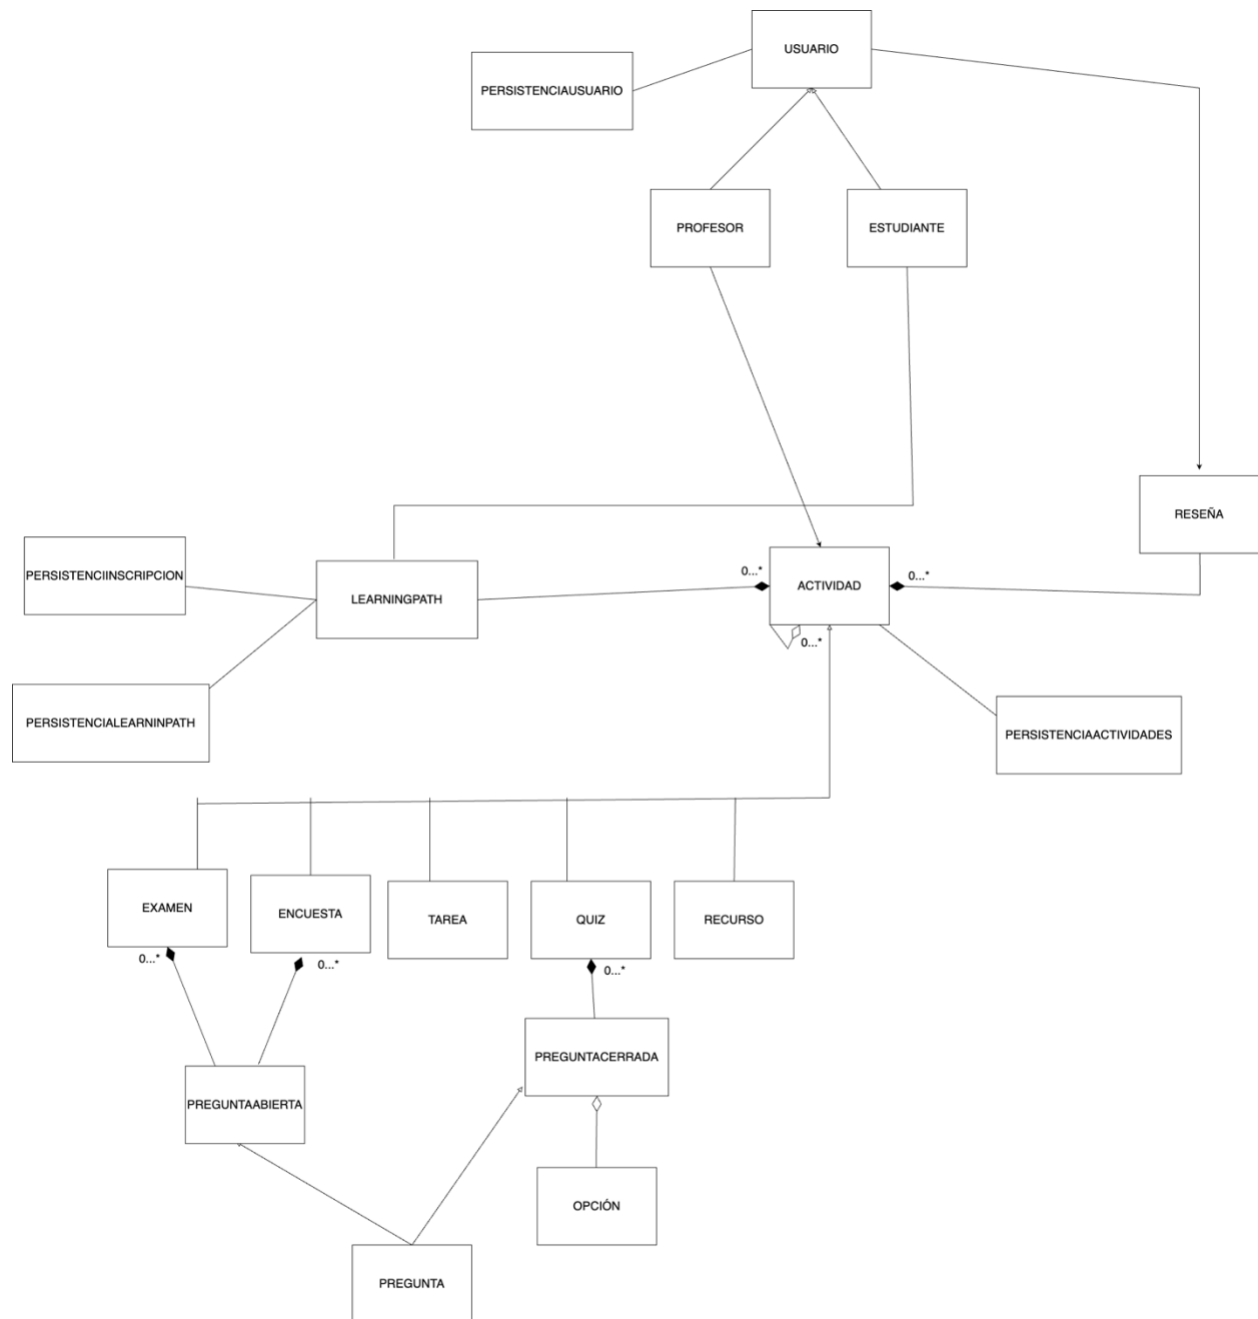 USUARIO
PERSISTENCIAUSUARIO
PROFESOR
ESTUDIANTE
RESEÑA
PERSISTENCIINSCRIPCION
LEARNINGPATH
0...*
ACTIVIDAD
0...*
0...*
PERSISTENCIALEARNINPATH
PERSISTENCIAACTIVIDADES
EXAMEN
ENCUESTA
TAREA
QUIZ
RECURSO
0...*
0...*
0...*
PREGUNTACERRADA
PREGUNTAABIERTA
OPCIÓN
PREGUNTA